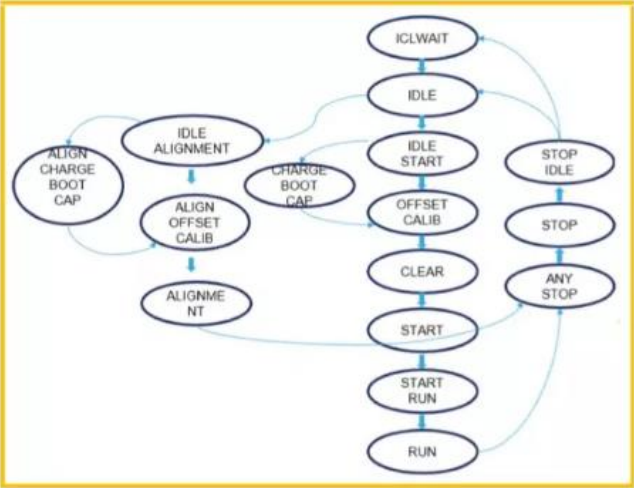 ICLWAIT
IDLE
IDLE
ALIGNMENT
ALIGN
CHARGE
BOOT
CAP
ALIGN
OFFSET
CALIB
ALIGNME
NT
IDLE
START
CHARGE
BOOT
CAP
OFFSET
CALIB
CLEAR
START
START
RUN
RUN
STOP
IDLE
STOP
ANY
STOP